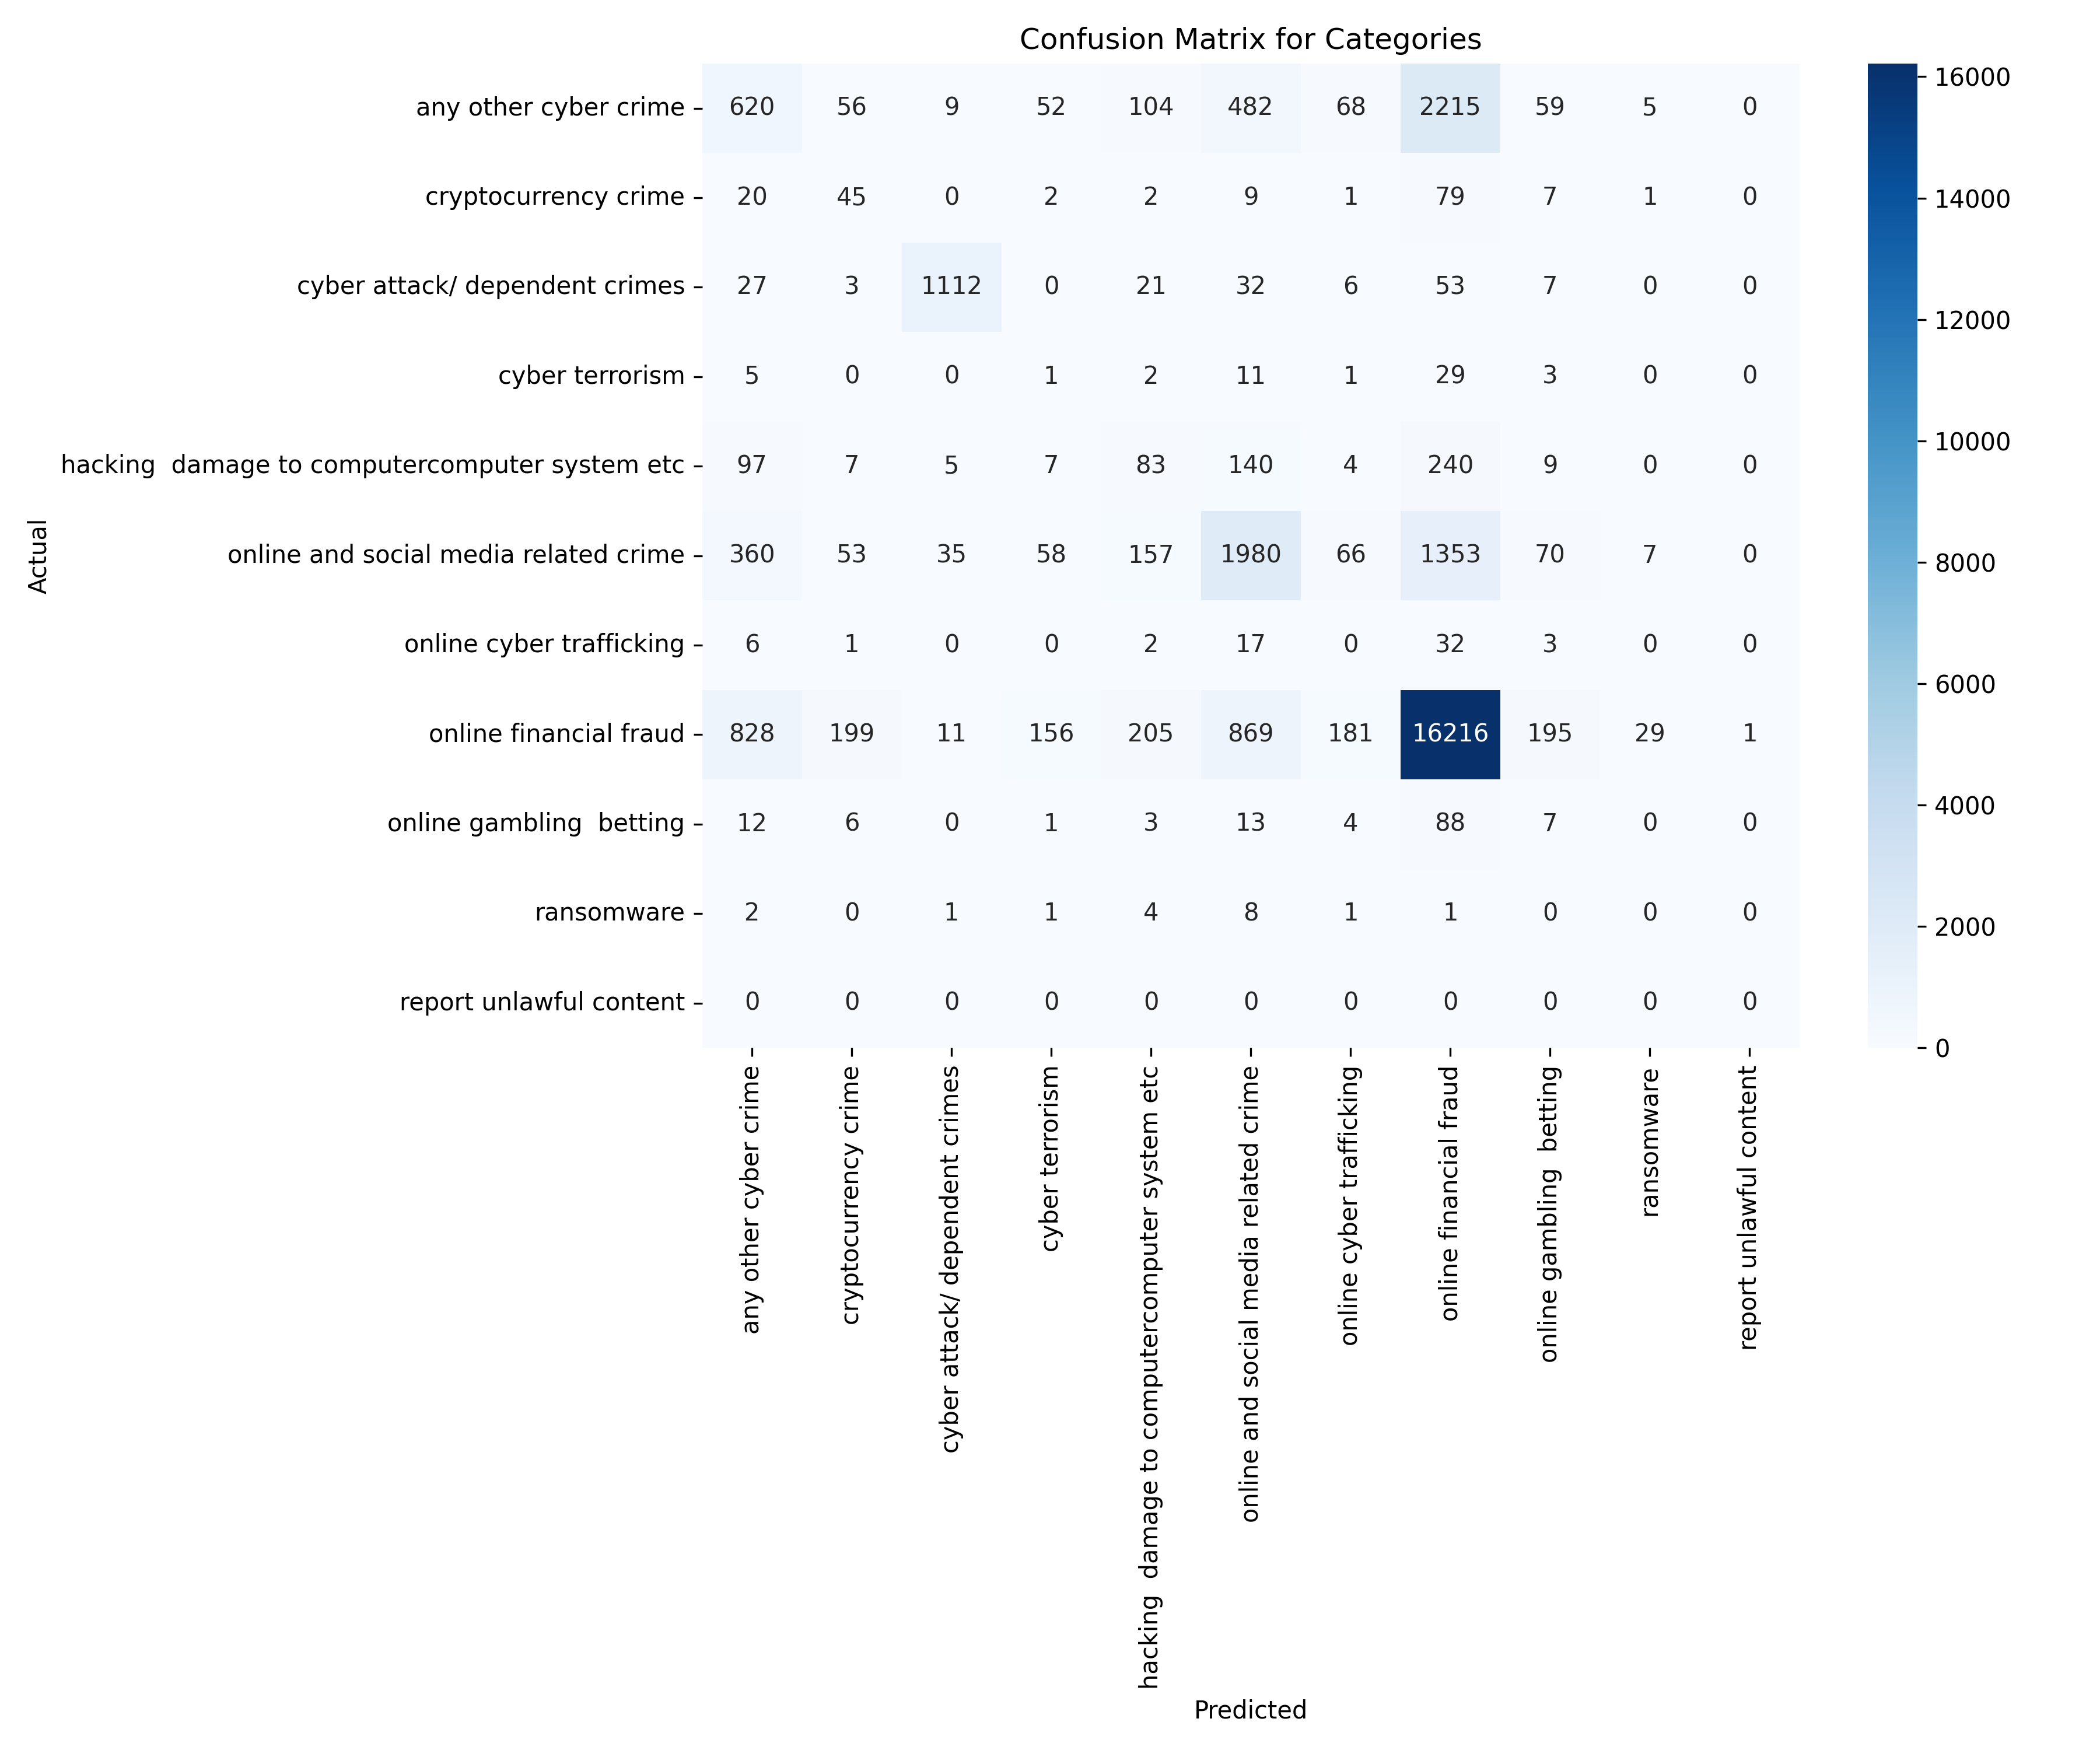 Confusion Matrix for Categories
any other cyber crime 620 56 9 52 104 482 68 2215 59 5 0
cryptocurrency crime 20 45 0 2 2 9 1 79 7 1 0
cyber attack/ dependent crimes 27 3 1112 0 21 32 6 53 7 0 0
cyber terrorism 5 0 0 1 2 11 1 29 3 0 0
hacking  damage to computercomputer system etc 97 7 5 7 83 140 4 240 9 0 0
online and social media related crime 360 53 35 58 157 1980 66 1353 70 7 0
online cyber trafficking 6 1 0 0 2 17 0 32 3 0 0
online financial fraud 828 199 11 156 205 869 181 16216 195 29 1
online gambling  betting 12 6 0 1 3 13 4 88 7 0 0
ransomware 2 0 1 1 4 8 1 1 0 0 0
report unlawful content 0 0 0 0 0 0 0 0 0 0 0
Actual
any other cyber crime
cryptocurrency crime
cyber attack/ dependent crimes
cyber terrorism
hacking  damage to computercomputer system etc
online and social media related crime
online cyber trafficking
online financial fraud
online gambling  betting
ransomware
report unlawful content
Predicted
16000
14000
12000
10000
8000
6000
4000
2000
0